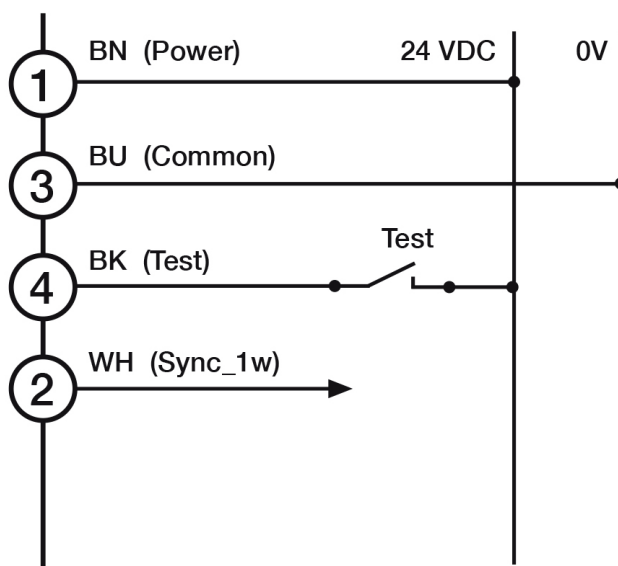 BN (Power) 24 VDC 0V
1
BU (Common)
3
Test
BK (Test)
4
WH (Sync_1w)
2